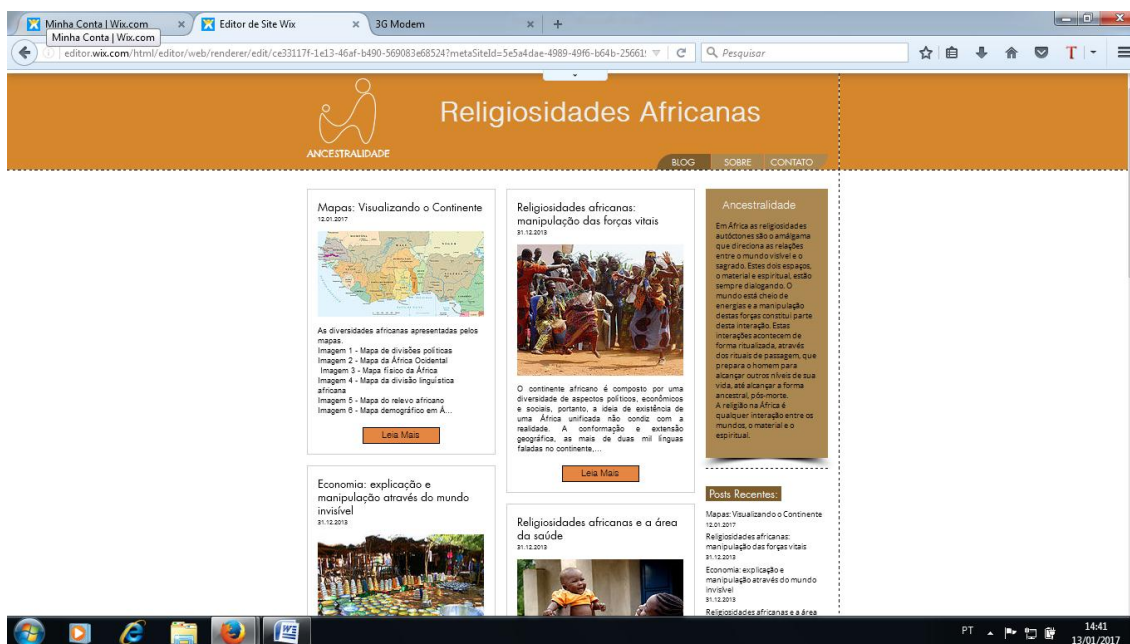 Minha Conta | Wix.com
Editor de Site Wix
3G Modem
Minha Conta | Wix.com
editor.wix.com/html/editor/web/renderer/edit/ce33117f-1e13-46af-b490-569083e68524?metaSiteId=5e5a4dae-4989-49f6-b64b-25661
Pesquisar
Religiosidades Africanas
ANCESTRALIDADE
BLOG SOBRE CONTATO
Mapas: Visualizando o Continente
12.01.2017
As diversidades africanas apresentadas pelos
mapas.
Imagem 1 - Mapa de divisões políticas
Imagem 2 - Mapa da África Ocidental
Imagem 3 - Mapa físico da África
Imagem 4 - Mapa da divisão linguística
africana
Imagem 5 - Mapa do relevo africano
Imagem 6 - Mapa demográfico em Á...
Leia Mais
Economia: explicação e
manipulação através do mundo
invisível
31.12.2013
Religiosidades africanas:
manipulação das forças vitais
31.12.2013
O continente africano é composto por uma
diversidade de aspectos políticos, econômicos
e sociais, portanto, a ideia de existência de
uma África unificada não condiz com a
realidade. A conformação e extensão
geográfica, as mais de duas mil línguas
faladas no continente,...
Leia Mais
Religiosidades africanas e a área
da saúde
31.12.2013
Ancestralidade
Em África as religiosidades
autóctones são o amálgama
que direciona as relações
entre o mundo visível e o
sagrado. Estes dois espaços,
o material e espiritual, estão
sempre dialogando. O
mundo está cheio de
energias e a manipulação
destas forças constitui parte
desta interação. Estas
interações acontecem de
forma ritualizada, através
dos rituais de passagem, que
prepara o homem para
alcançar outros níveis de sua
vida, até alcançar a forma
ancestral, pós-morte.
A religião na África é
qualquer interação entre os
mundos, o material e o
espiritual.
Posts Recentes:
Mapas: Visualizando o Continente
12.01.2017
Religiosidades africanas:
manipulação das forças vitais
31.12.2013
Economia: explicação e
manipulação através do mundo
invisível
31.12.2013
Religiosidades africanas e a área
PT
14:41
13/01/2017